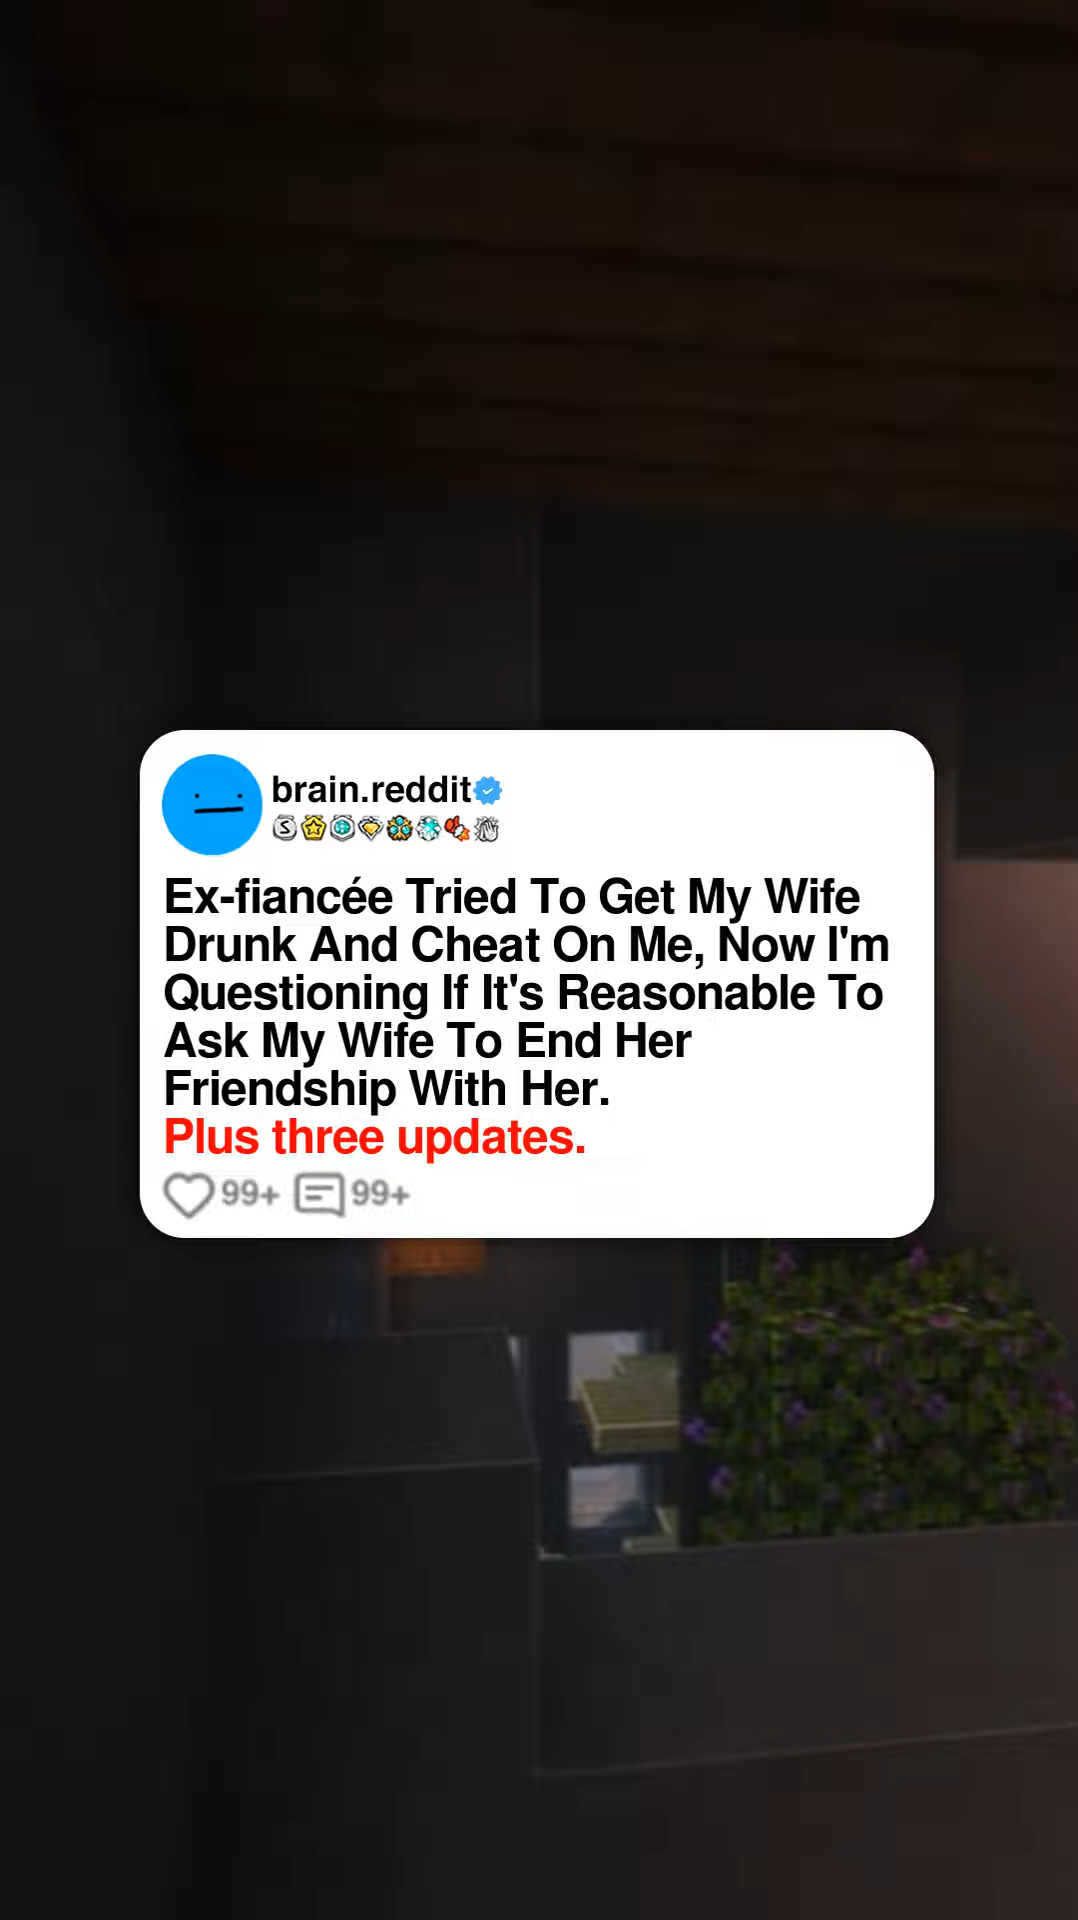 brain.reddit
Ex-fiancée Tried To Get My Wife
Drunk And Cheat On Me, Now I'm
Questioning If It's Reasonable To
Ask My Wife To End Her
Friendship With Her.
Plus three updates.
99+ 99+